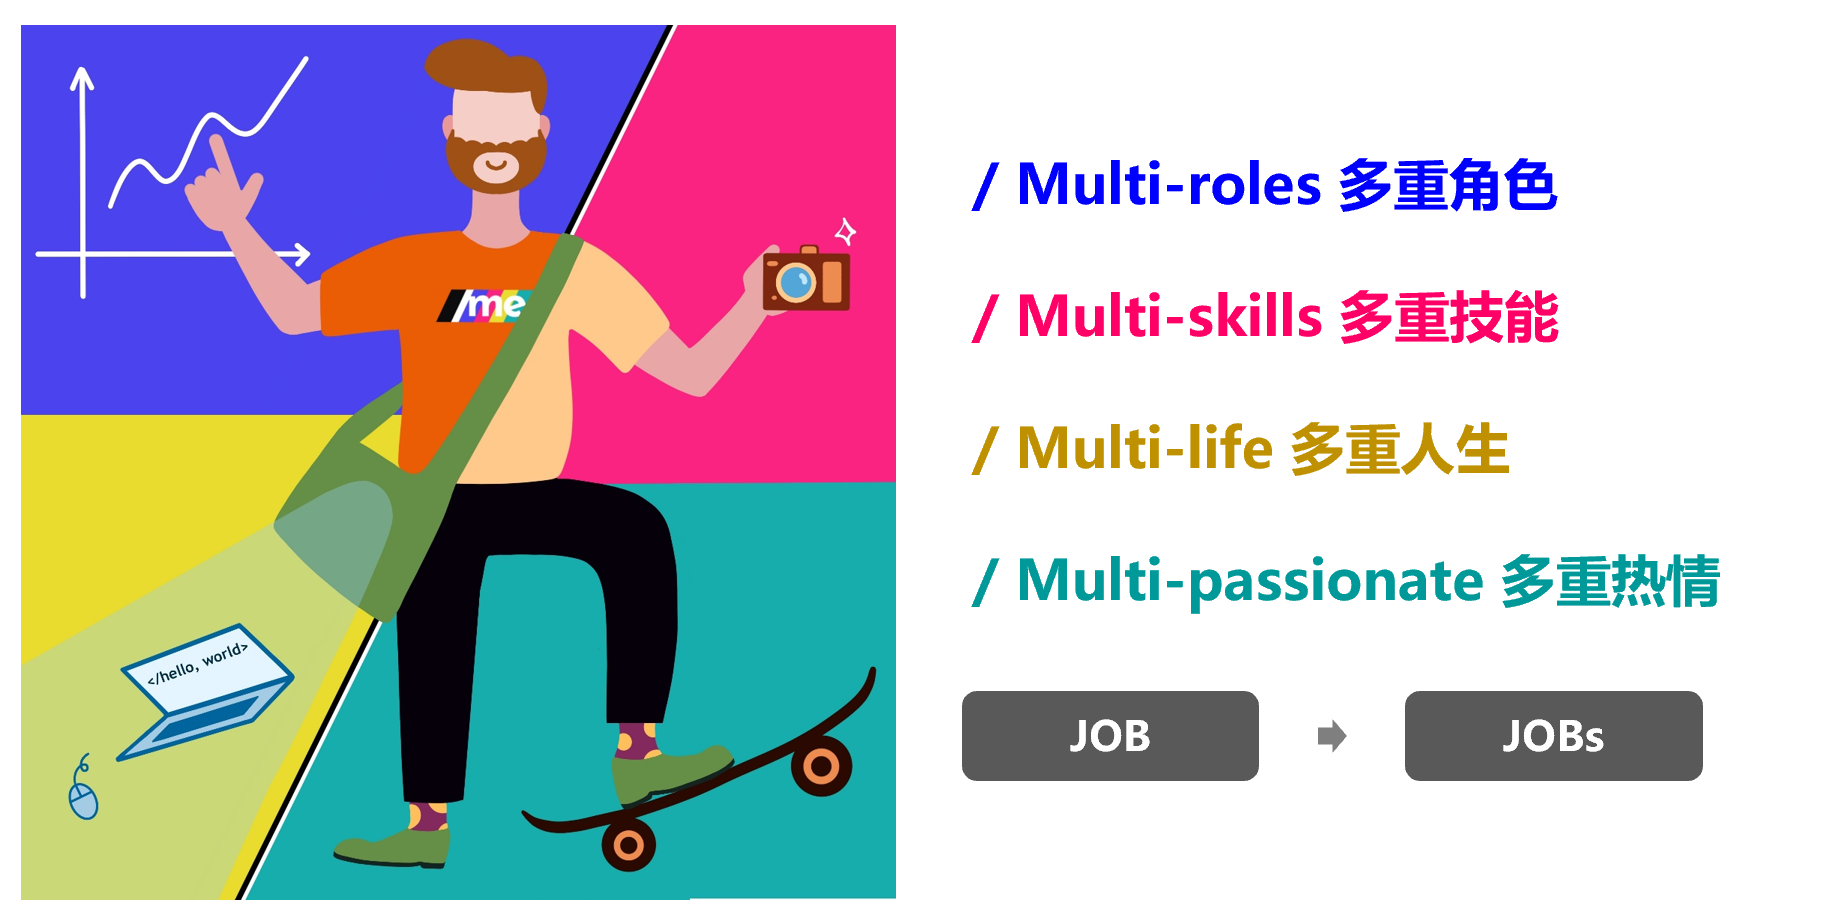 /me
</hello, world>
/ Multi-roles 多重角色
/ Multi-skills 多重技能
/ Multi-life 多重人生
/ Multi-passionate 多重热情
JOB
JOBs